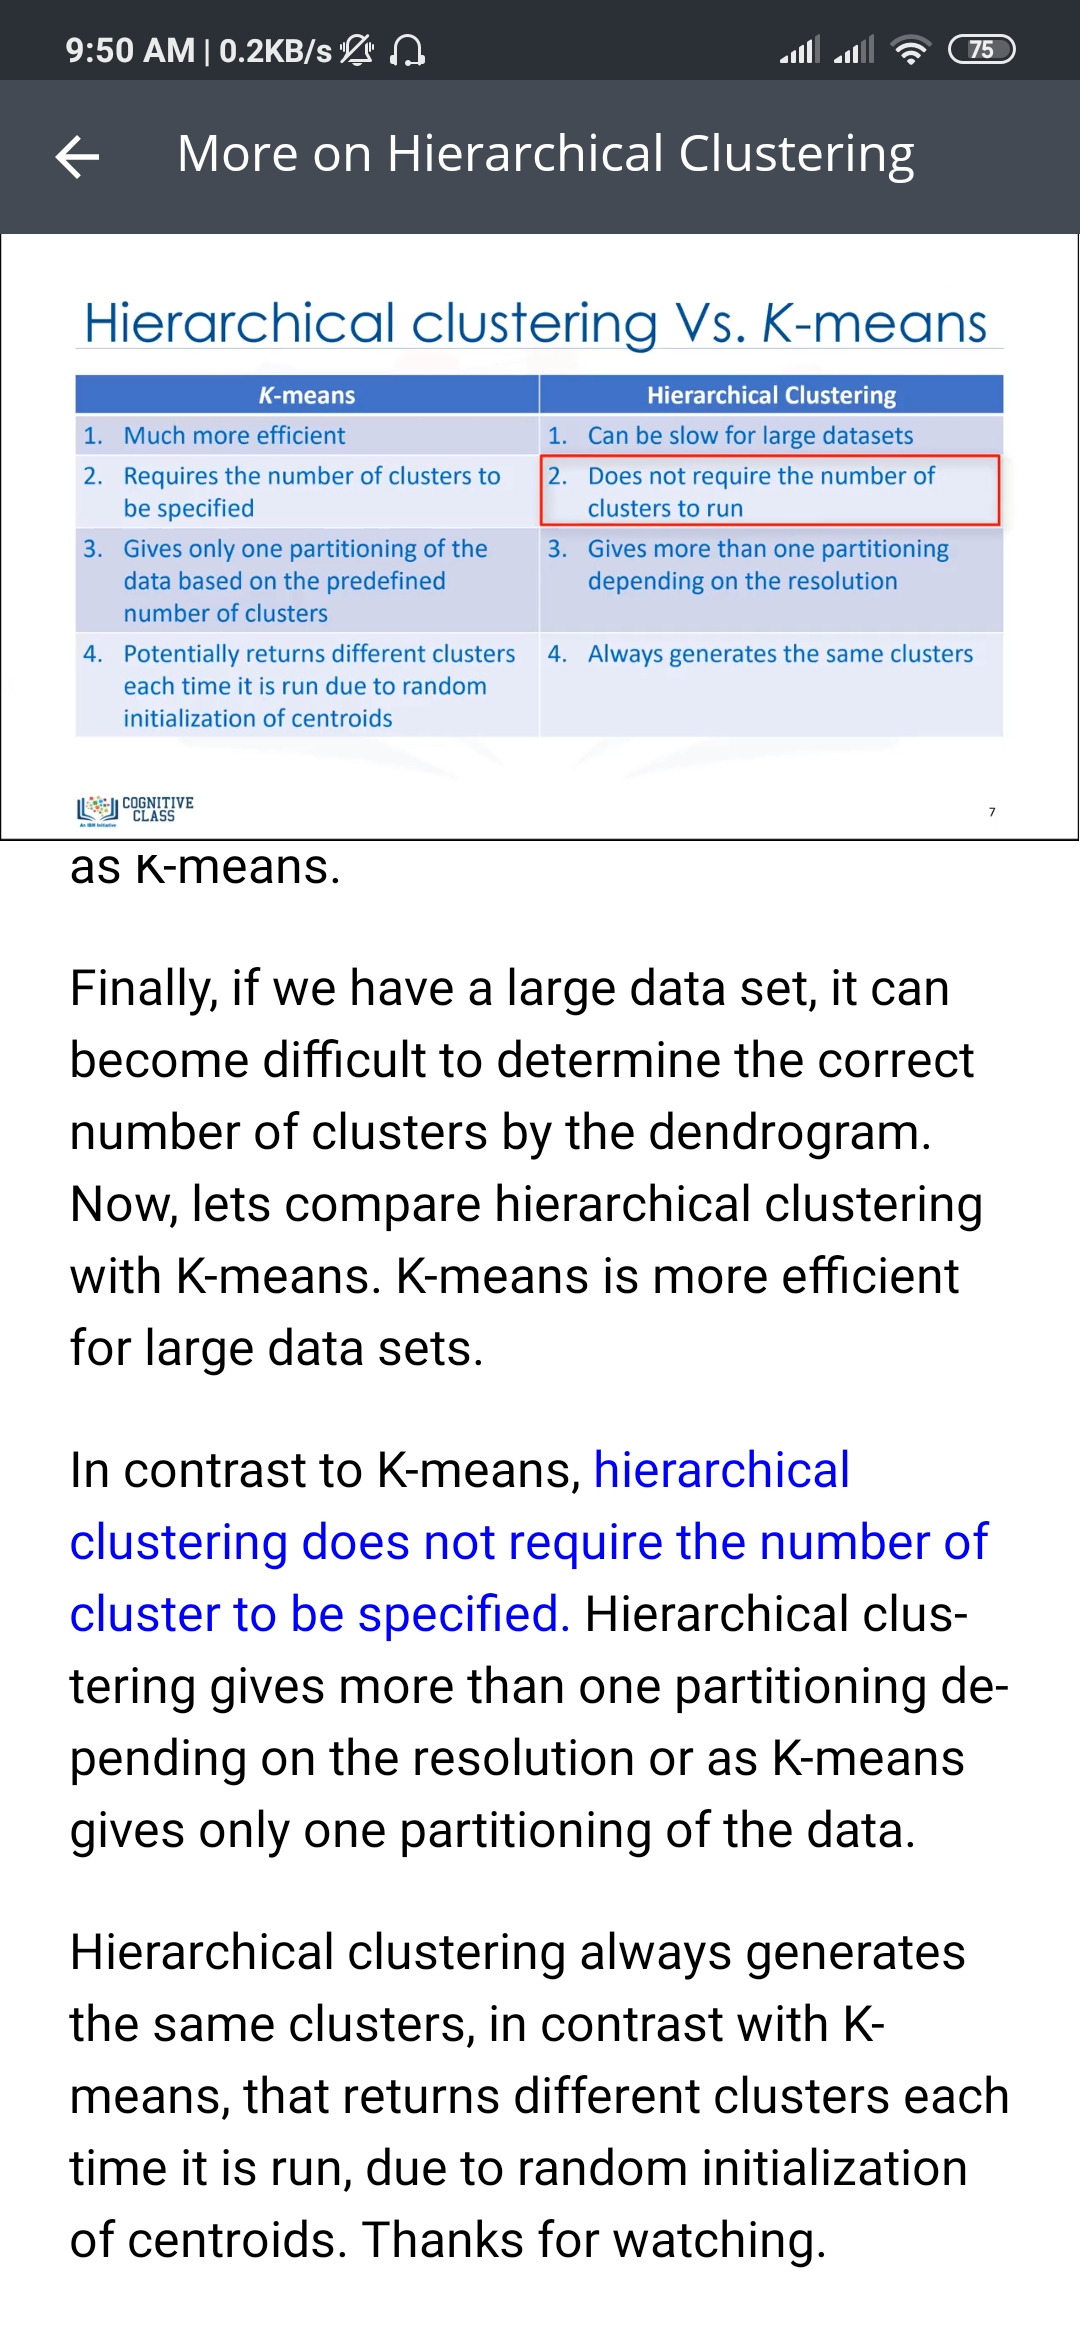 9:50 AM | 0.2KB/s
75
More on Hierarchical Clustering
Hierarchical clustering Vs. K-means
K-means
Hierarchical Clustering
1. Much more efficient
1. Can be slow for large datasets
2. Requires the number of clusters to
be specified
2. Does not require the number of
clusters to run
3. Gives only one partitioning of the
data based on the predefined
number of clusters
3. Gives more than one partitioning
depending on the resolution
4. Potentially returns different clusters
each time it is run due to random
initialization of centroids
4. Always generates the same clusters
COGNITIVE
CLASS
An IBM Initiative
7
as K-means.
Finally, if we have a large data set, it can
become difficult to determine the correct
number of clusters by the dendrogram.
Now, lets compare hierarchical clustering
with K-means. K-means is more efficient
for large data sets.
In contrast to K-means, hierarchical
clustering does not require the number of
cluster to be specified. Hierarchical clus-
tering gives more than one partitioning de-
pending on the resolution or as K-means
gives only one partitioning of the data.
Hierarchical clustering always generates
the same clusters, in contrast with K-
means, that returns different clusters each
time it is run, due to random initialization
of centroids. Thanks for watching.